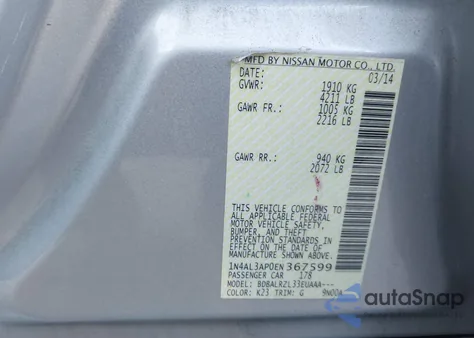 MFD BY NISSAN MOTOR CO., LTD.
DATE: 03/14
GVWR: 1910 KG
4211 LB
GAWR FR.: 1005 KG
2216 LB
GAWR RR.: 940 KG
2072 LB
THIS VEHICLE CONFORMS TO
ALL APPLICABLE FEDERAL
MOTOR VEHICLE SAFETY,
BUMPER, AND THEFT
PREVENTION STANDARDS IN
EFFECT ON THE DATE OF
MANUFACTURE SHOWN ABOVE.
1N4AL3AP0EN367599
PASSENGER CAR 178
MODEL: BDBALRZL33EUAAA---
COLOR: K23 TRIM: G
autoSnap